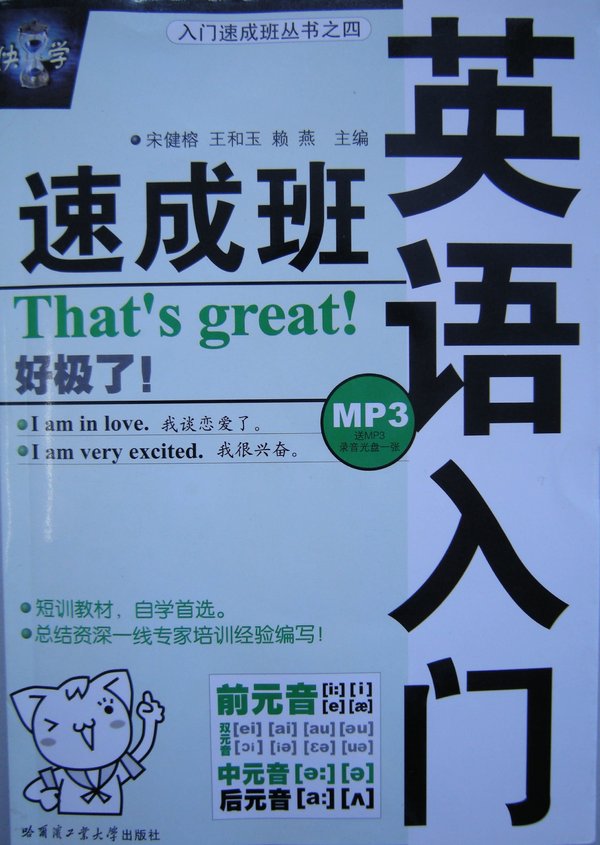 快 学
入门速成班丛书之四
宋健榕 王和玉 赖 燕 主编
英语入门
速成班
That's great!
好极了!
I am in love. 我谈恋爱了。
I am very excited. 我很兴奋。
MP3
送MP3
录音光盘一张
短训教材，自学首选。
总结资深一线专家培训经验编写!
前元音 [i:] [i]
[e] [æ]
双元音 [ei] [ai] [au] [əu]
[ɔi] [iə] [εə] [uə]
中元音 [ə:] [ə]
后元音 [a:] [ʌ]
哈尔滨工业大学出版社